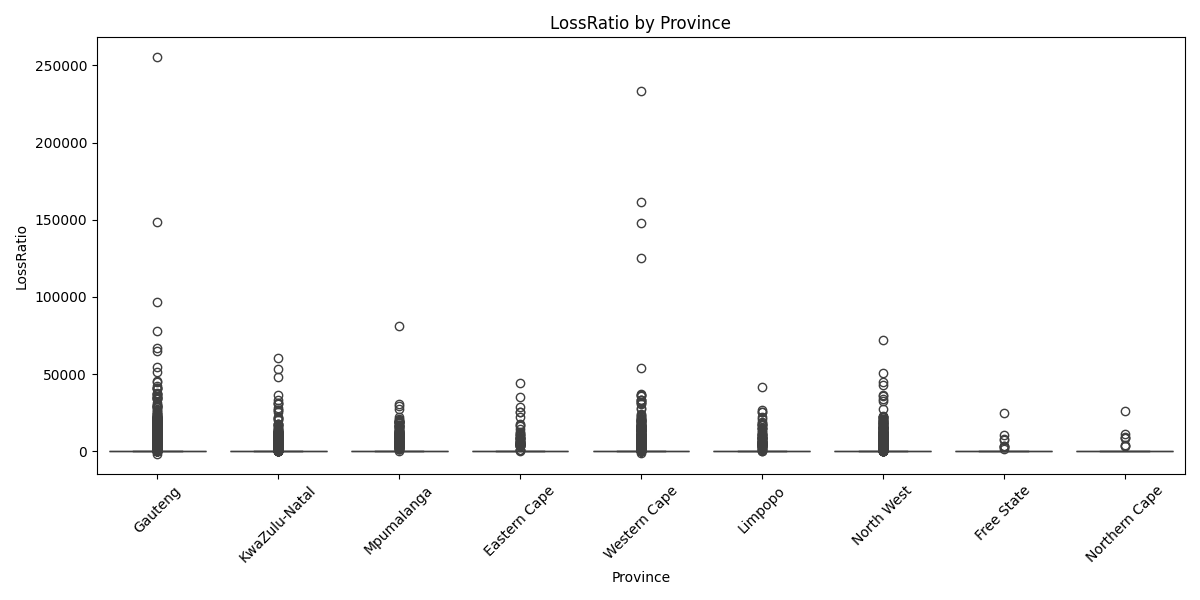 LossRatio by Province
LossRatio
250000
200000
150000
100000
50000
0
Gauteng
KwaZulu-Natal
Mpumalanga
Eastern Cape
Western Cape
Limpopo
North West
Free State
Northern Cape
Province